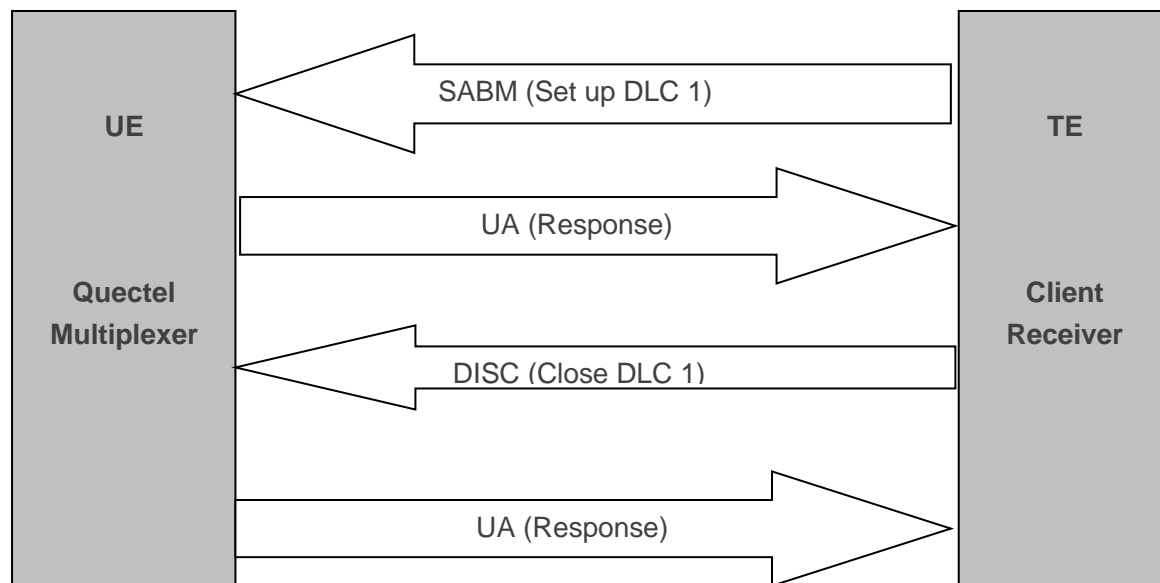 SABM (Set up DLC 1)
UE
TE
UA (Response)
Quectel
Multiplexer
Client
Receiver
DISC (Close DLC 1)
UA (Response)